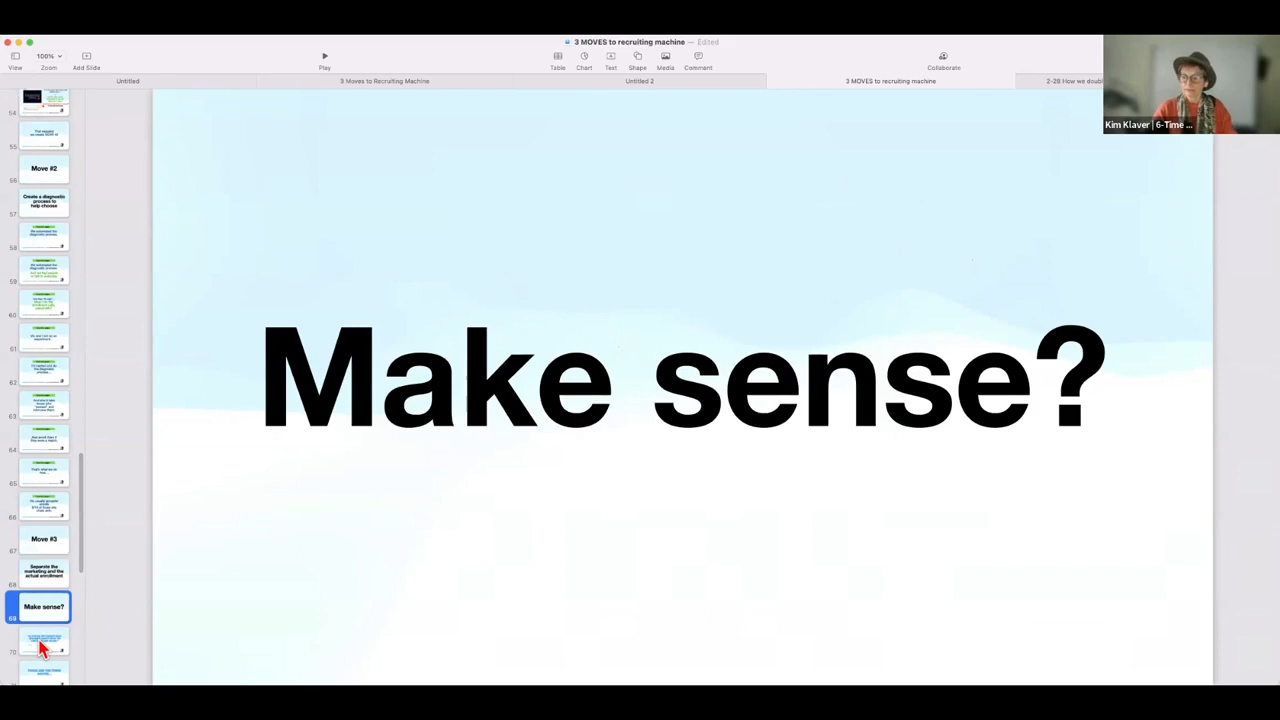 3 MOVES to recruiting machine — Edited
100%
View
Zoom
Add Slide
Play
Table
Chart
Text
Shape
Media
Comment
Collaborate
Untitled
3 Moves to Recruiting Machine
Untitled 2
3 MOVES to recruiting machine
2-28 How we doubl
Kim Klaver | 6-Time ...
Make sense?
54
55
Move #2
56
Create a diagnostic
process to
help choose
57
58
59
60
61
62
63
64
65
66
Move #3
67
Separate the
marketing and the
actual enrollment
68
Make sense?
69
70